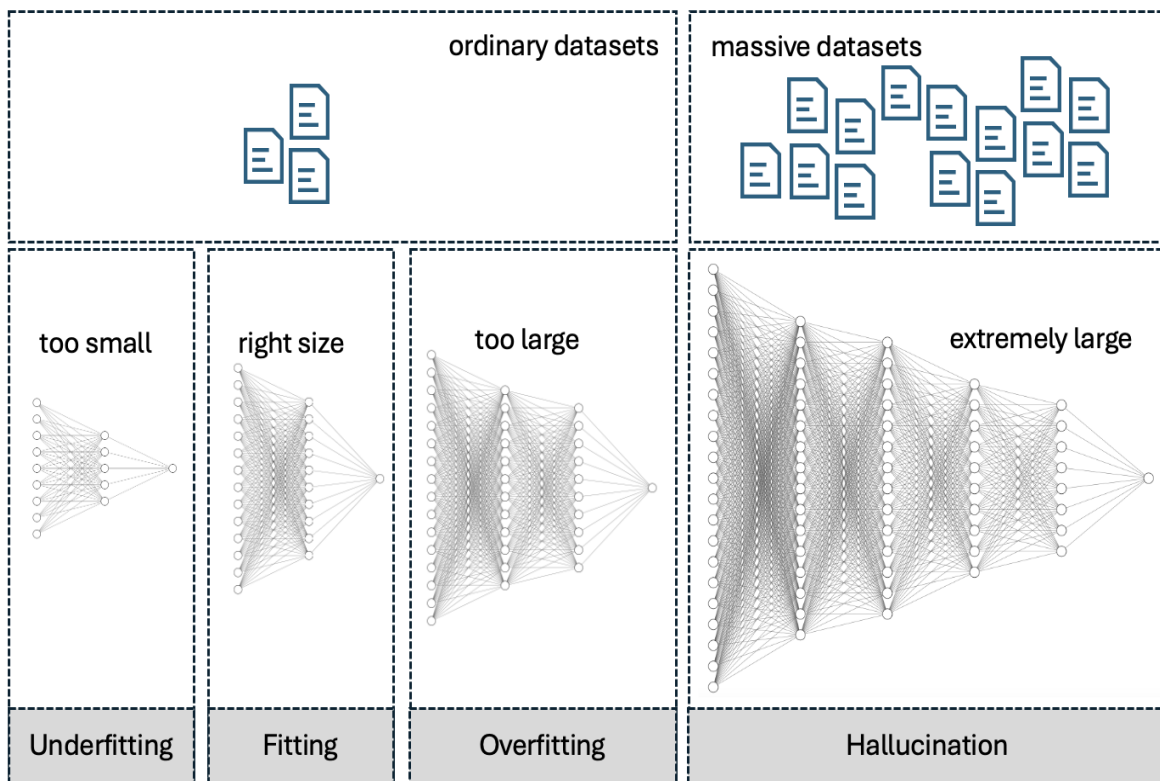 ordinary datasets
massive datasets
too small
right size
too large
extremely large
Underfitting
Fitting
Overfitting
Hallucination